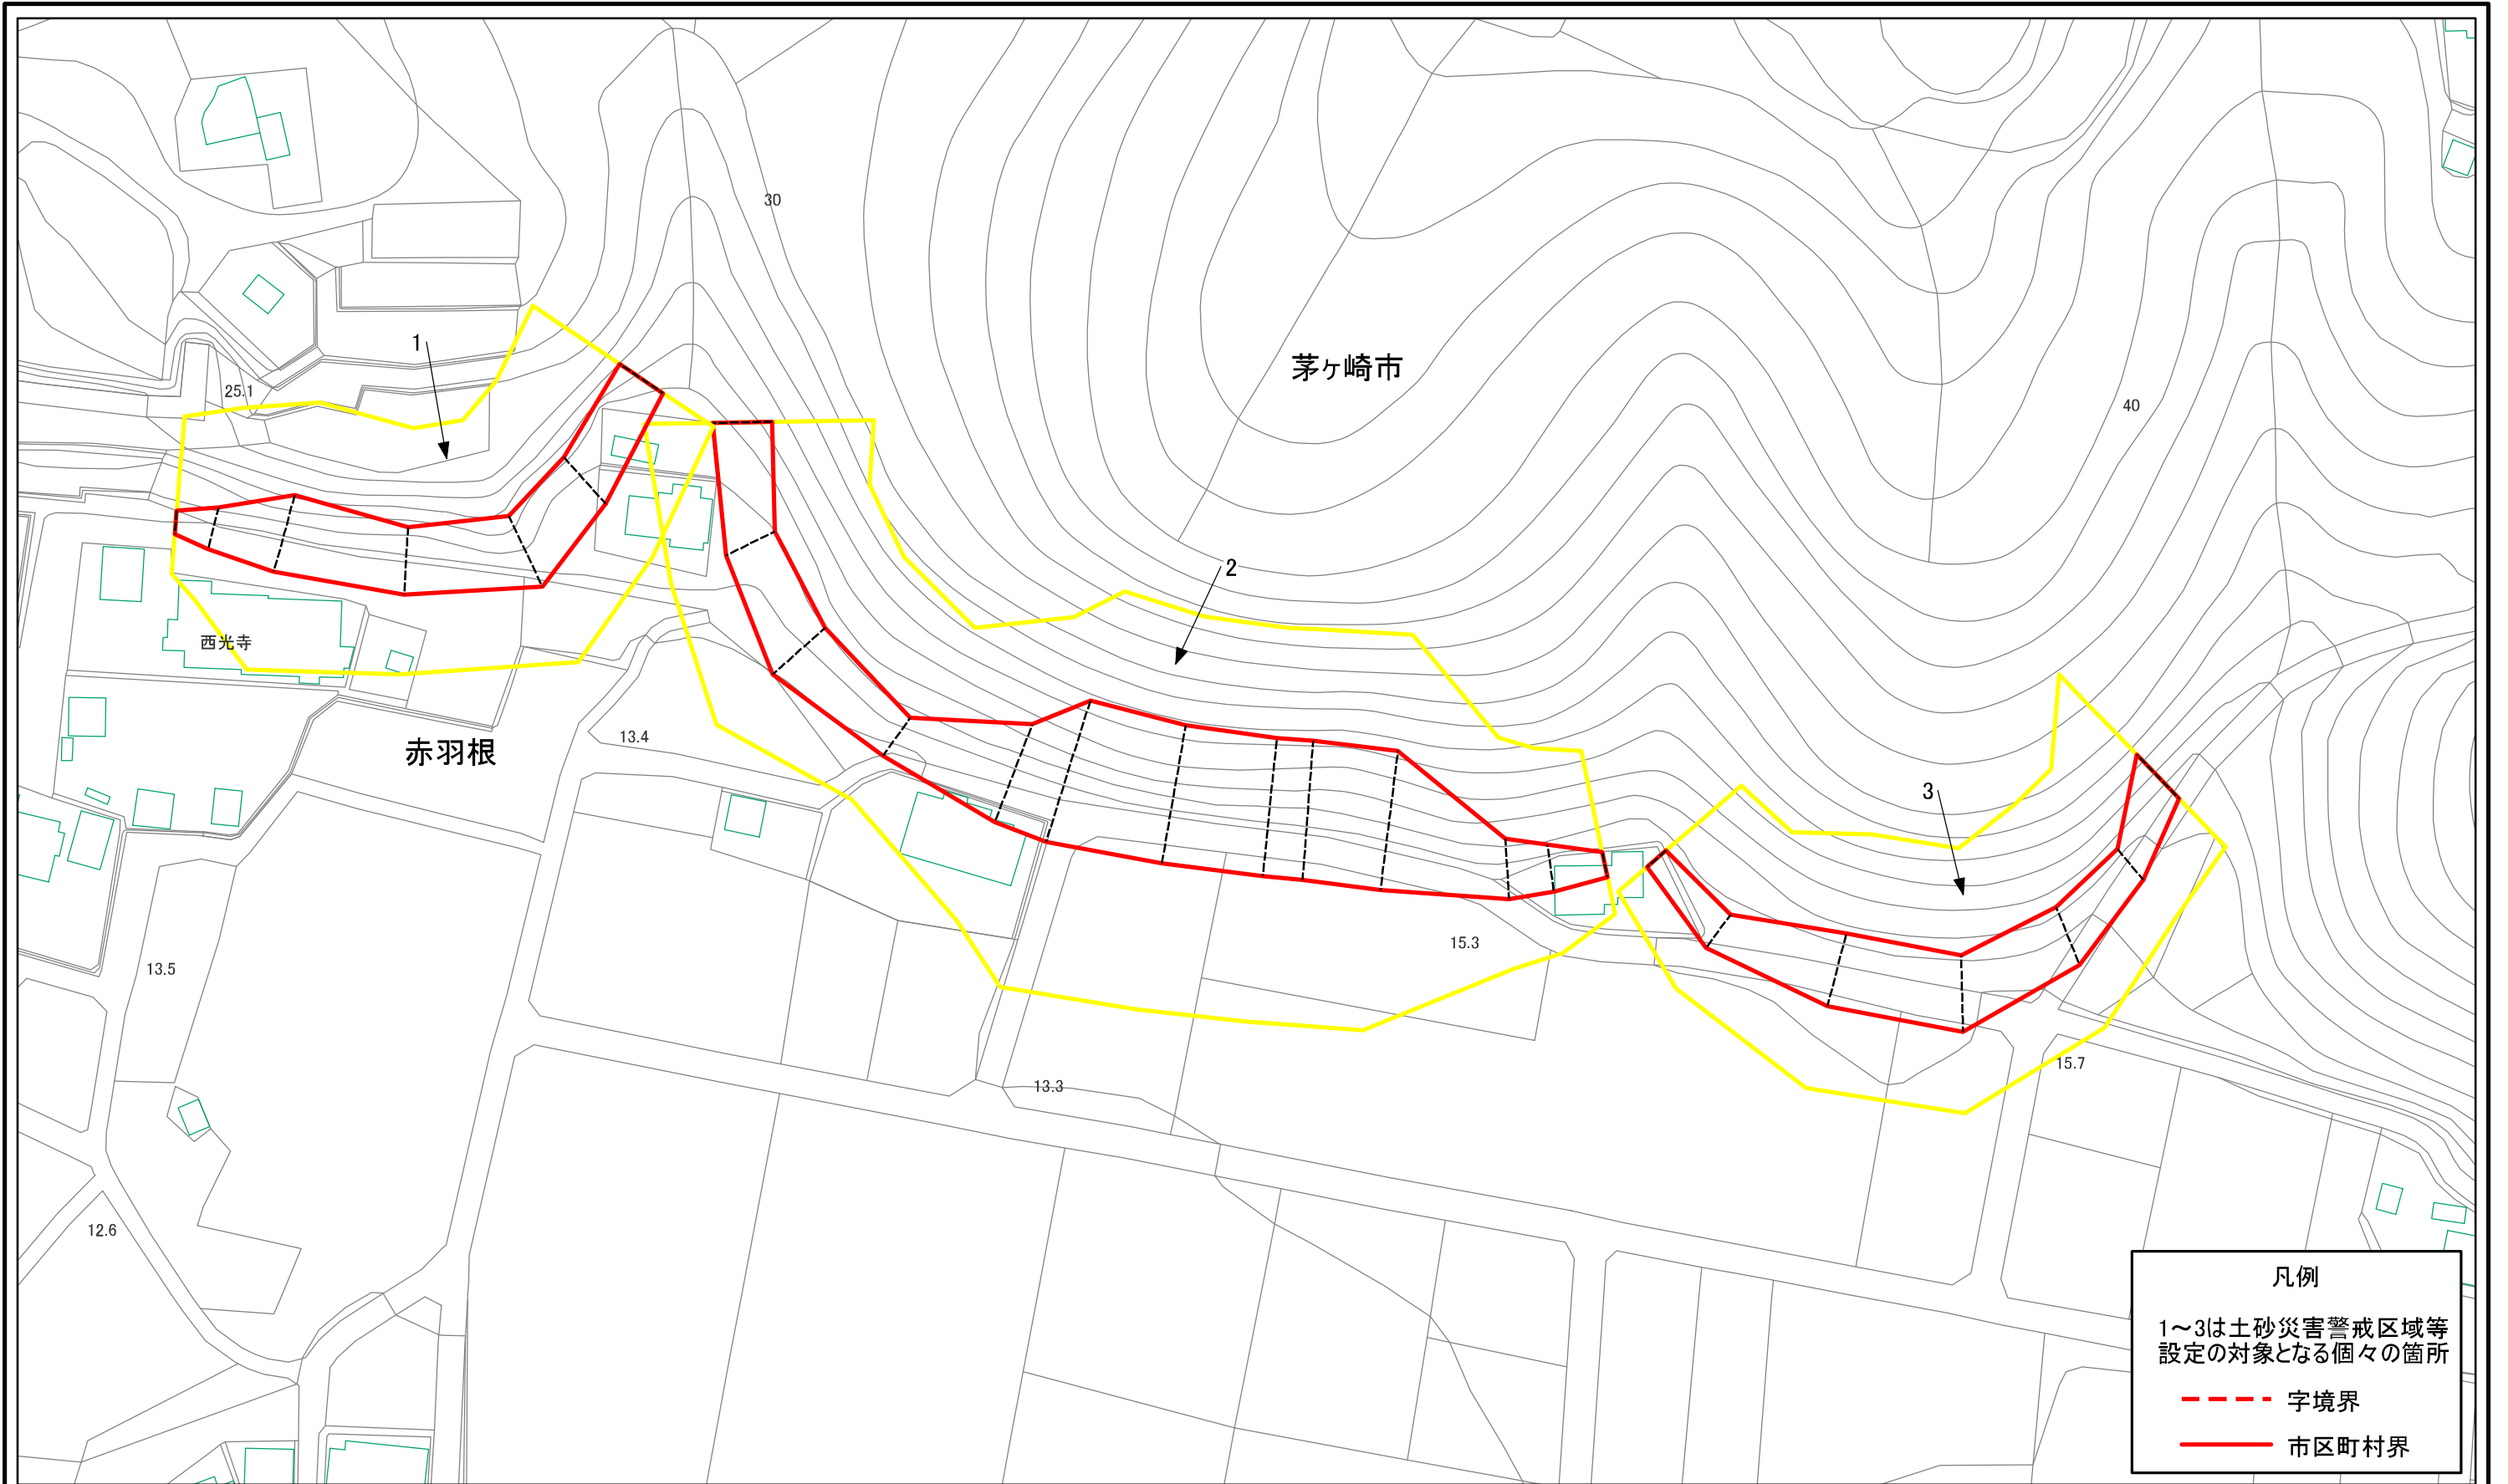 30
1
茅ヶ崎市
25.1
40
2
西光寺
13.4
赤羽根
3
15.3
13.5
15.7
13.3
12.6
凡例
1～3は土砂災害警戒区域等
設定の対象となる個々の箇所
字境界
市区町村界